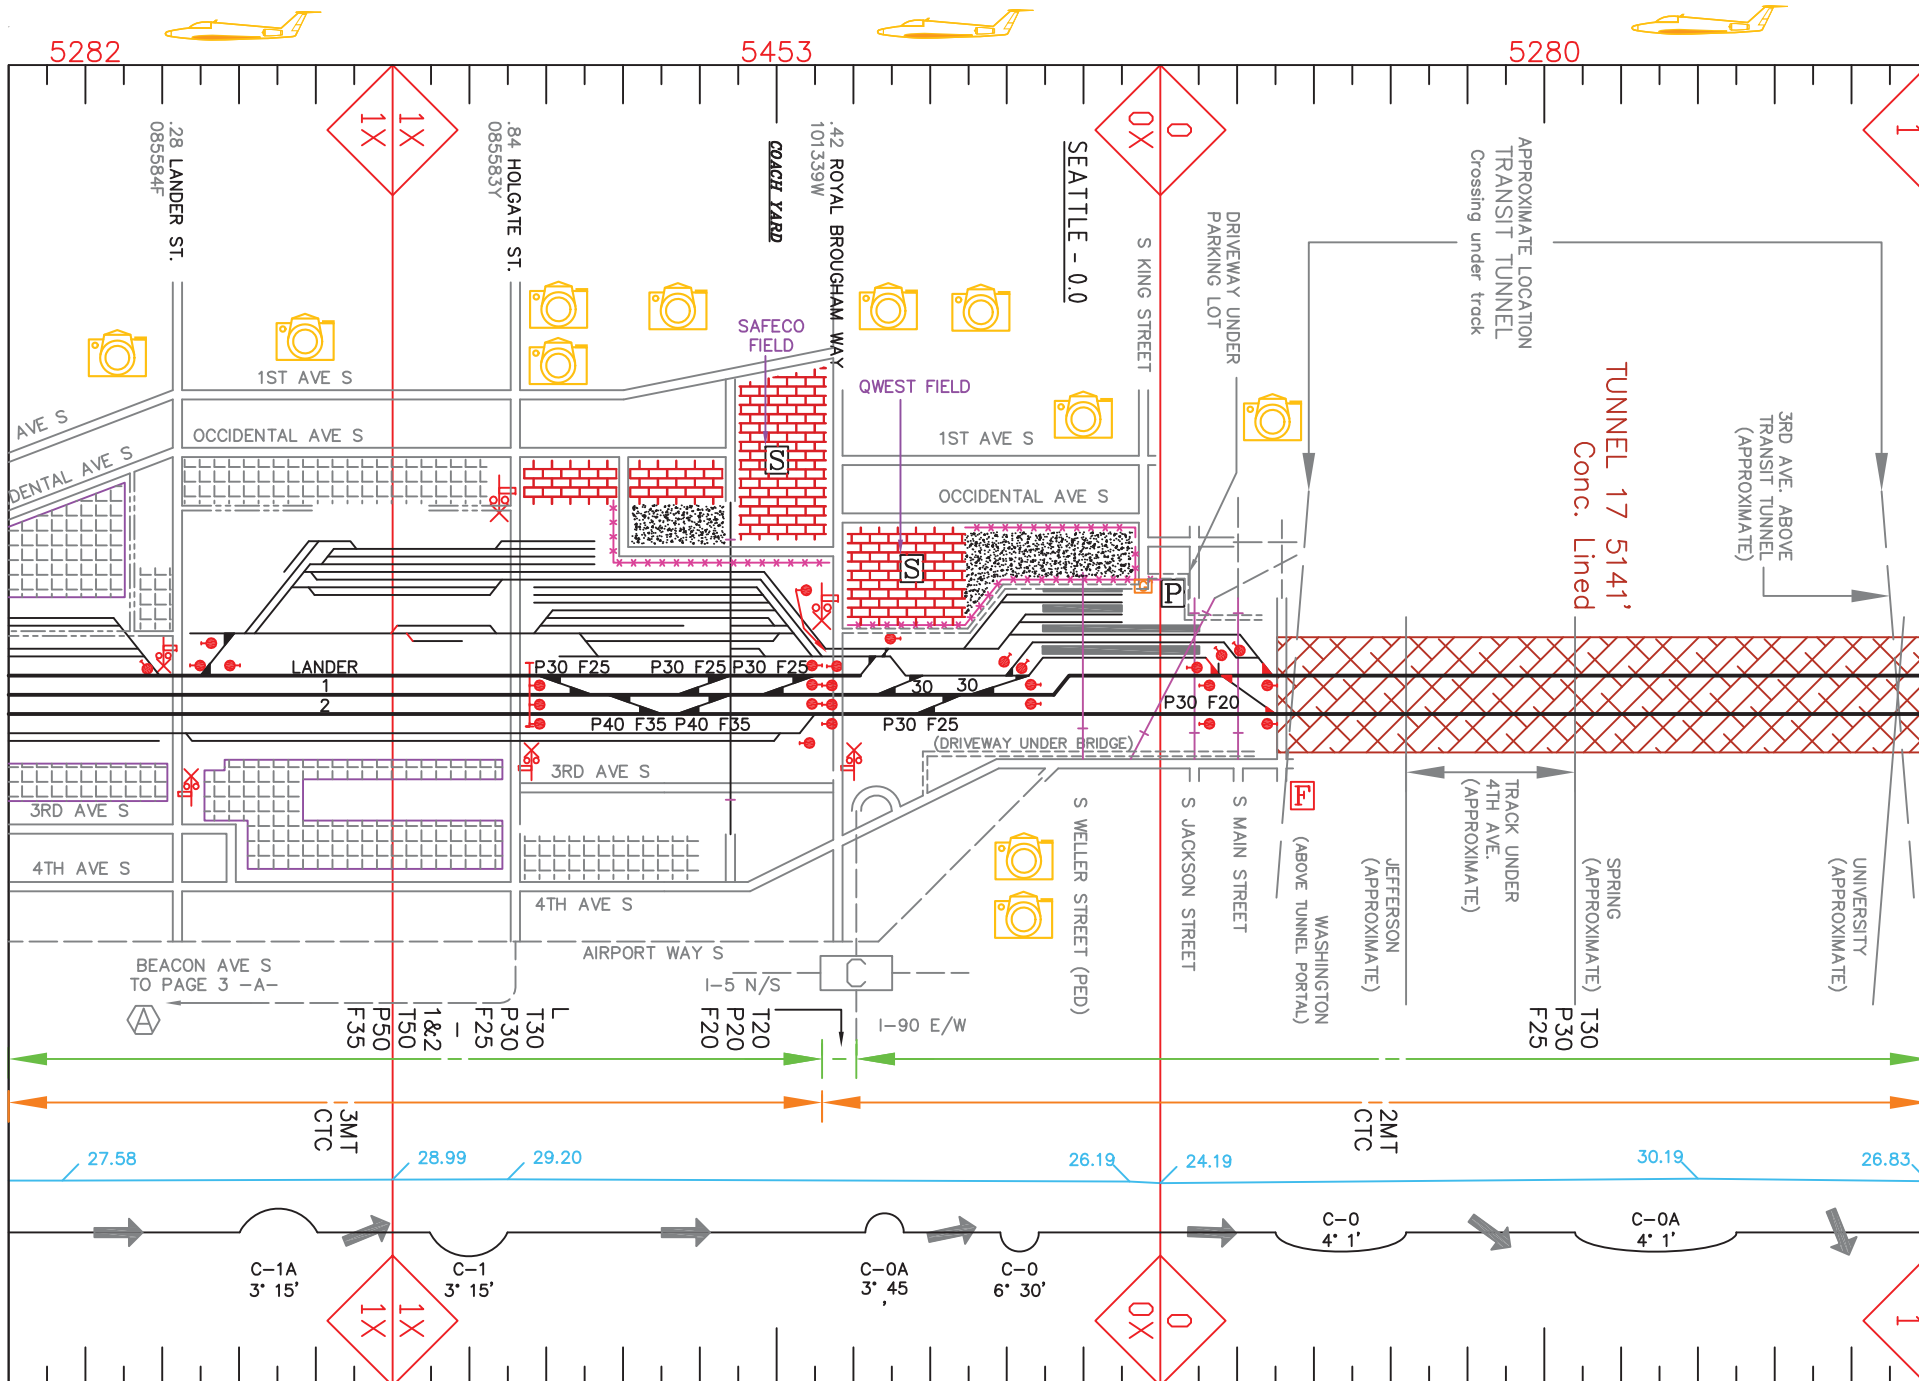 5282
5453
5280
1X
1X
0
0X
1
.28 LANDER ST.
085584F
.84 HOLGATE ST.
085583Y
COACH YARD
.42 ROYAL BROUGHAM WAY
101339W
SEATTLE - 0.0
S KING STREET
DRIVEWAY UNDER
PARKING LOT
APPROXIMATE LOCATION
TRANSIT TUNNEL
Crossing under track
TUNNEL 17 5141'
Conc. Lined
3RD AVE. ABOVE
TRANSIT TUNNEL
(APPROXIMATE)
SAFECO
FIELD
QWEST FIELD
1ST AVE S
AVE S
OCCIDENTAL AVE S
DENTAL AVE S
1ST AVE S
OCCIDENTAL AVE S
S
S
P
LANDER
1
2
P30 F25
P30 F25
P30 F25
30
30
P30 F20
P40 F35
P40 F35
P30 F25
(DRIVEWAY UNDER BRIDGE)
3RD AVE S
3RD AVE S
4TH AVE S
4TH AVE S
F
AIRPORT WAY S
BEACON AVE S
TO PAGE 3 -A-
A
I-5 N/S
C
I-90 E/W
S WELLER STREET (PED)
S JACKSON STREET
S MAIN STREET
WASHINGTON
(ABOVE TUNNEL PORTAL)
JEFFERSON
(APPROXIMATE)
TRACK UNDER
4TH AVE.
(APPROXIMATE)
SPRING
(APPROXIMATE)
UNIVERSITY
(APPROXIMATE)
L
T30
P30
F25
-
1&2
T50
P50
F35
T20
P20
F20
T30
P30
F25
3MT
CTC
2MT
CTC
27.58
28.99
29.20
26.19
24.19
30.19
26.83
C-1A
3° 15'
C-1
3° 15'
C-0A
3° 45
'
C-0
6° 30'
C-0
4° 1'
C-0A
4° 1'
1X
1X
0
0X
1